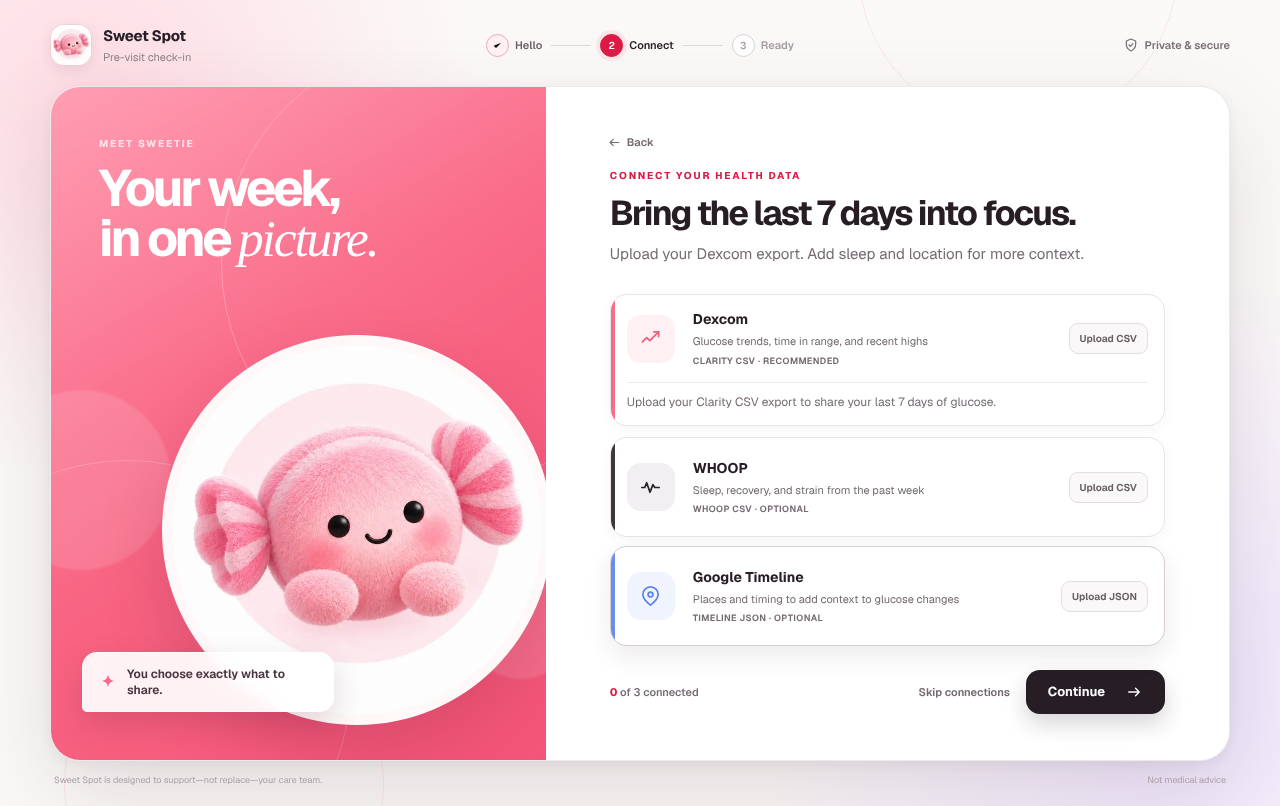 Sweet Spot
Pre-visit check-in
Hello
2 Connect
3 Ready
Private & secure
MEET SWEETIE
Your week,
in one picture.
You choose exactly what to
share.
Back
CONNECT YOUR HEALTH DATA
Bring the last 7 days into focus.
Upload your Dexcom export. Add sleep and location for more context.
Dexcom
Glucose trends, time in range, and recent highs
CLARITY CSV · RECOMMENDED
Upload CSV
Upload your Clarity CSV export to share your last 7 days of glucose.
WHOOP
Sleep, recovery, and strain from the past week
WHOOP CSV · OPTIONAL
Upload CSV
Google Timeline
Places and timing to add context to glucose changes
TIMELINE JSON · OPTIONAL
Upload JSON
0 of 3 connected
Skip connections
Continue
Sweet Spot is designed to support—not replace—your care team.
Not medical advice